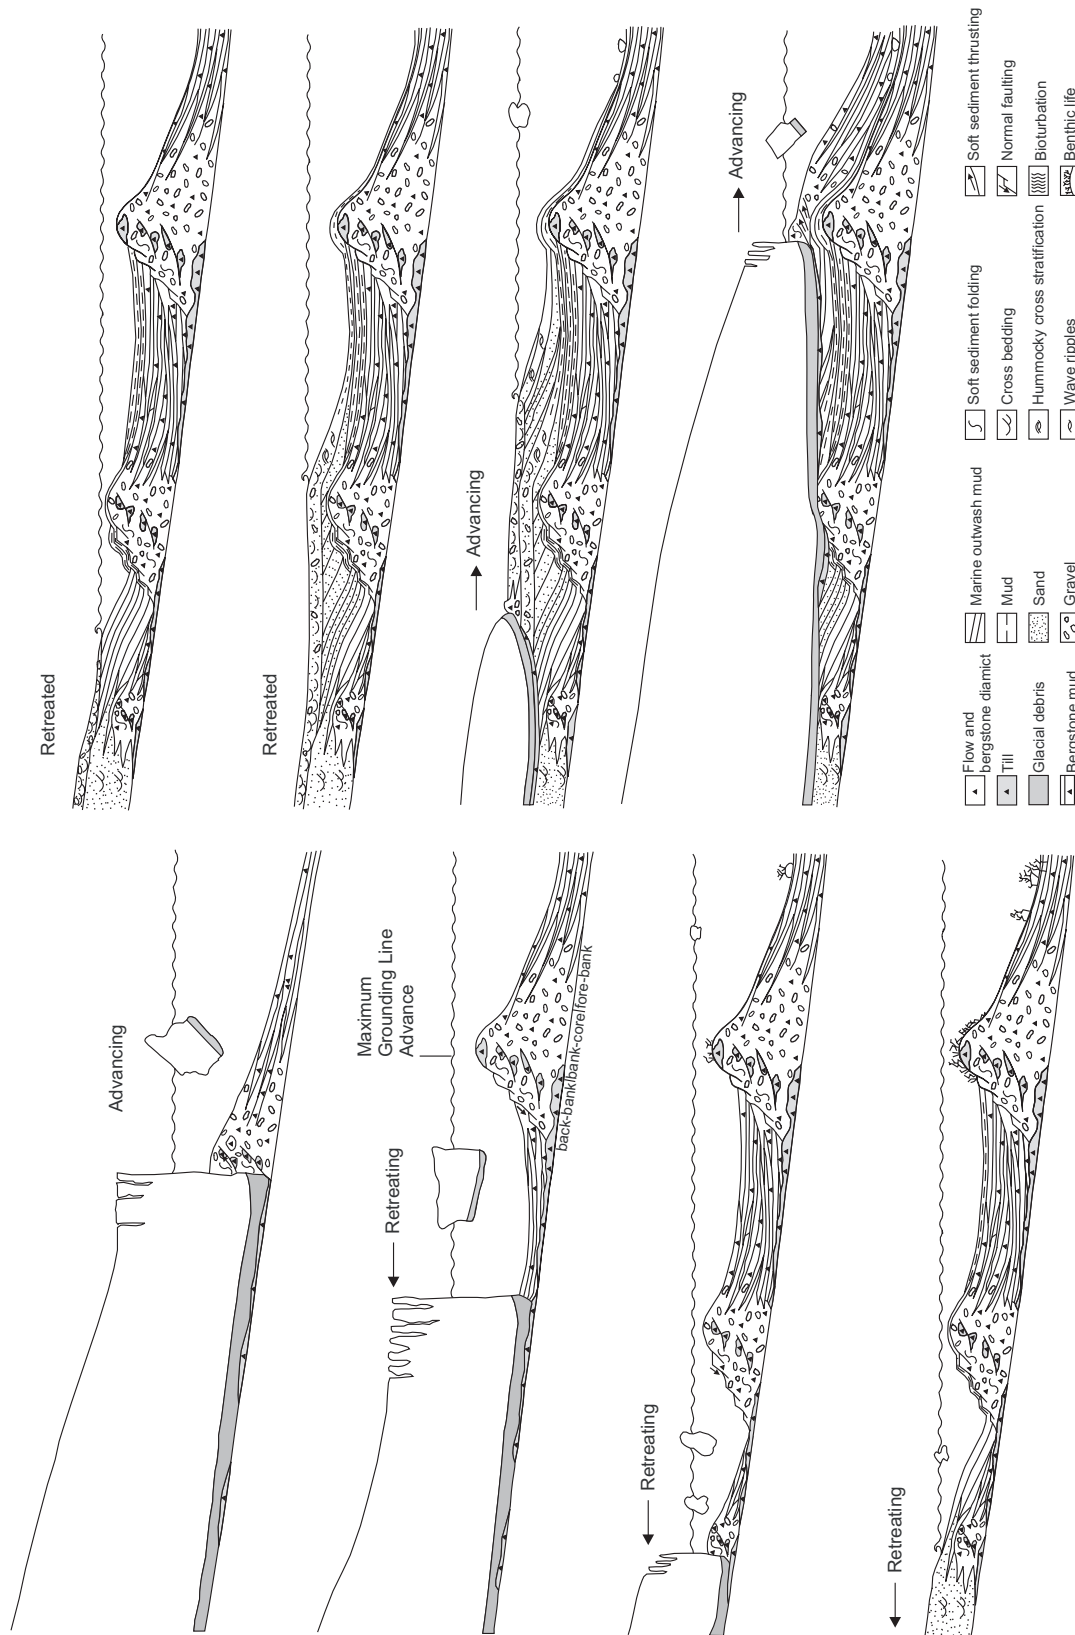 Advancing
Maximum
Grounding Line
Advance
Retreating
back-bank|bank-core|fore-bank
Retreating
Retreating
Retreated
Retreated
Advancing
Advancing
Flow and
bergstone diamict
Till
Glacial debris
Bergstone mud
Marine outwash mud
Mud
Sand
Gravel
Soft sediment folding
Cross bedding
Hummocky cross stratification
Wave ripples
Soft sediment thrusting
Normal faulting
Bioturbation
Benthic life